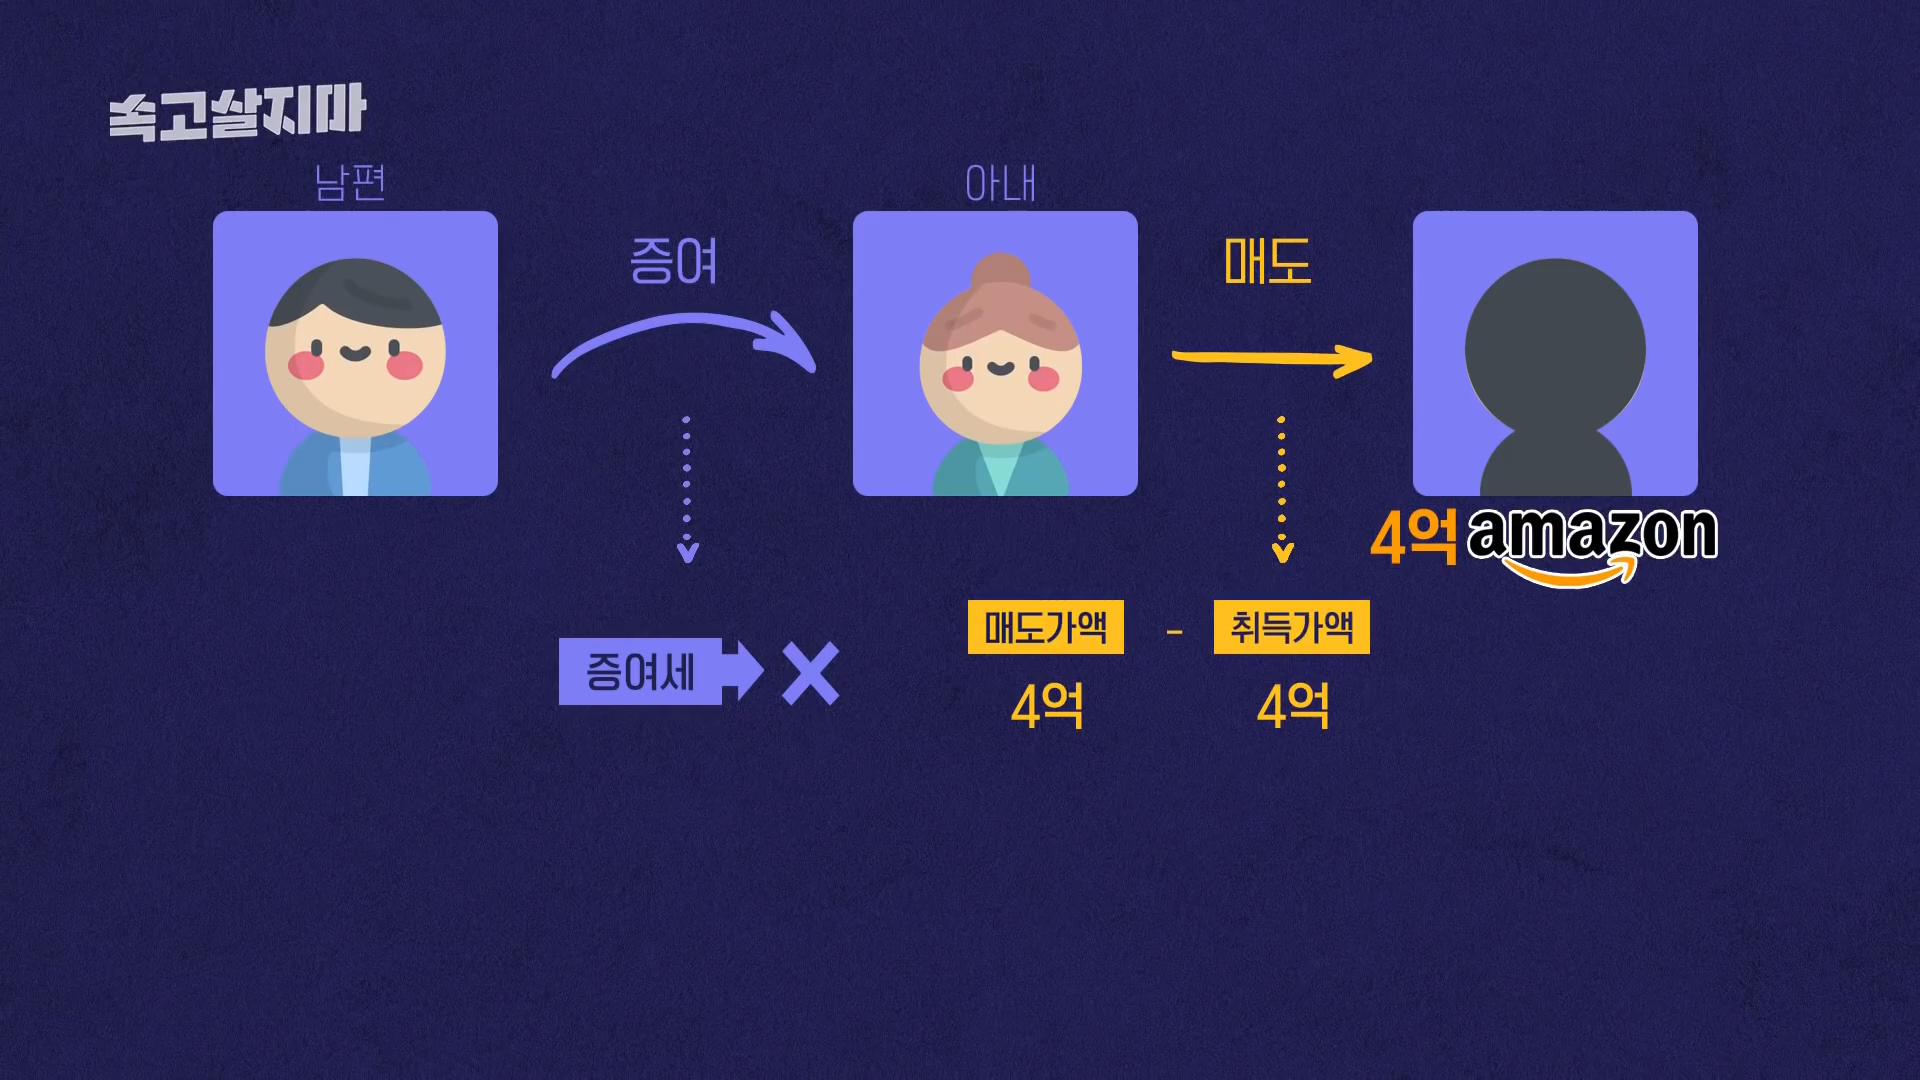 속고살지마
남편
아내
증여
매도
4억 amazon
매도가액 - 취득가액
증여세
4억
4억